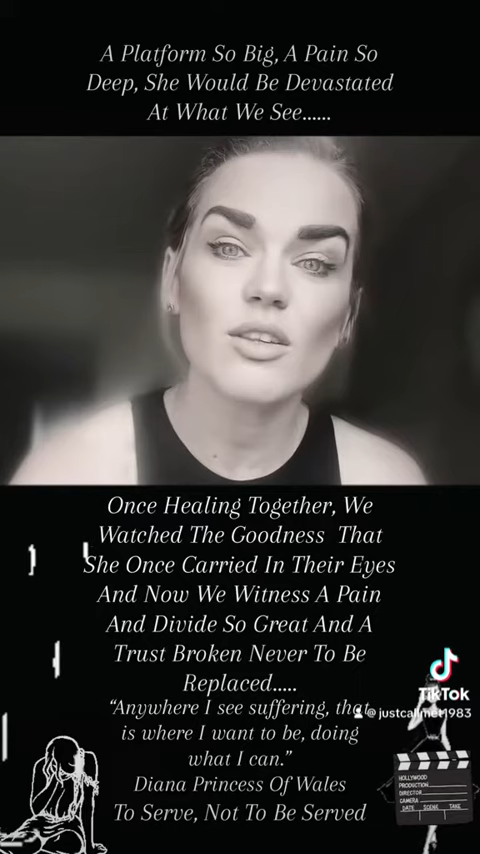 A Platform So Big, A Pain So
Deep, She Would Be Devastated
At What We See......
Once Healing Together, We
Watched The Goodness That
She Once Carried In Their Eyes
And Now We Witness A Pain
And Divide So Great And A
Trust Broken Never To Be
Replaced.....
“Anywhere I see suffering, that
is where I want to be, doing
what I can.”
Diana Princess Of Wales
To Serve, Not To Be Served
TikTok
@justcallmet1983
HOLLYWOOD
PRODUCTION
DIRECTOR
CAMERA
DATE SCENE TAKE